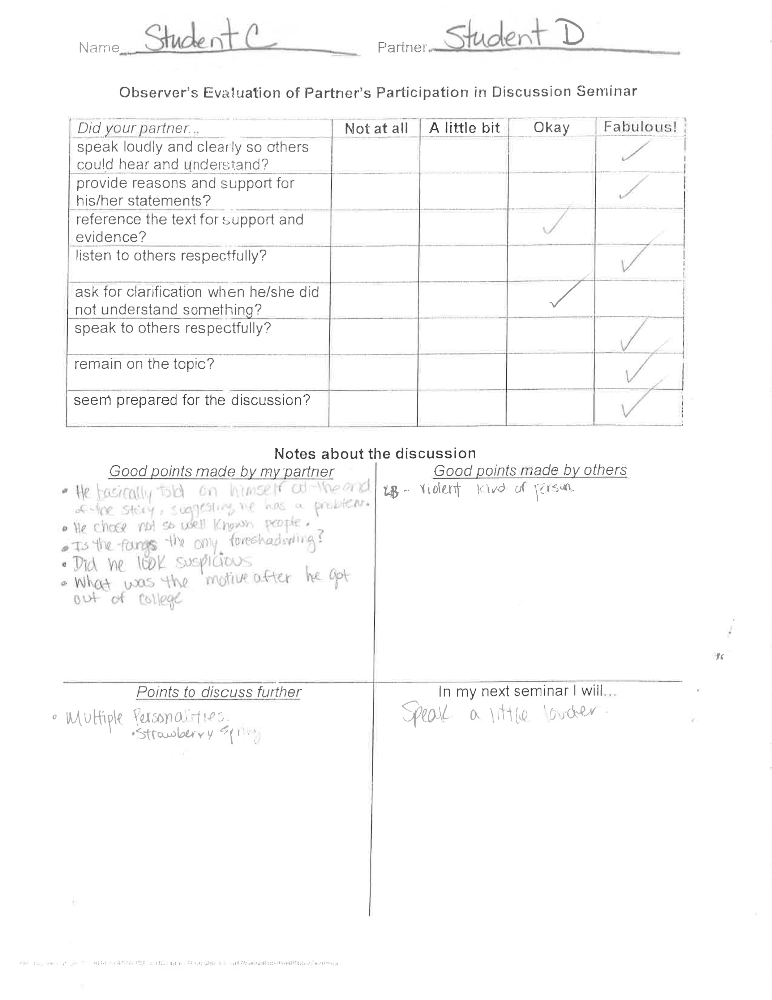 Name Student C Partner Student D
Observer's Evaluation of Partner's Participation in Discussion Seminar
Did your partner... Not at all A little bit Okay Fabulous!
speak loudly and clearly so others
could hear and understand? ✓
provide reasons and support for
his/her statements? ✓
reference the text for support and
evidence? ✓
listen to others respectfully? ✓
ask for clarification when he/she did
not understand something? ✓
speak to others respectfully? ✓
remain on the topic? ✓
seem prepared for the discussion? ✓
Notes about the discussion
Good points made by my partner
• He basically told on himself at the end
of the story, suggesting he has a problem.
• He chose not so well known people.
• Is the fangs the only foreshadowing?
• Did he look suspicious
• What was the motive after he got
out of college
Good points made by others
LB - violent kind of person
Points to discuss further
• Multiple Personalities.
• Strawberry Spring
In my next seminar I will...
Speak a little louder